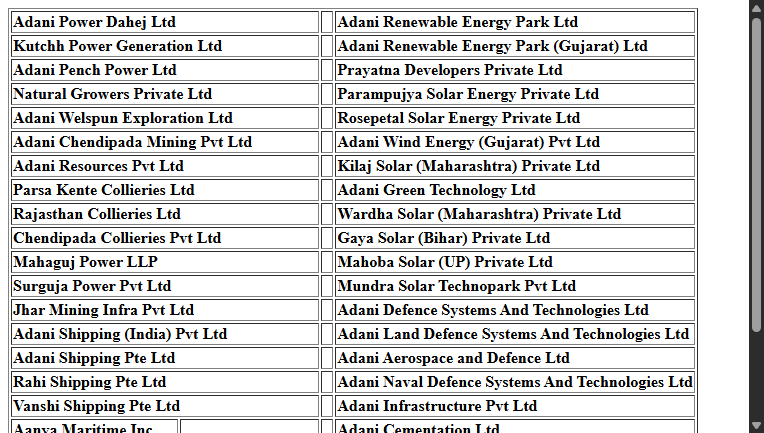 Adani Power Dahej Ltd Adani Renewable Energy Park Ltd
Kutchh Power Generation Ltd Adani Renewable Energy Park (Gujarat) Ltd
Adani Pench Power Ltd Prayatna Developers Private Ltd
Natural Growers Private Ltd Parampujya Solar Energy Private Ltd
Adani Welspun Exploration Ltd Rosepetal Solar Energy Private Ltd
Adani Chendipada Mining Pvt Ltd Adani Wind Energy (Gujarat) Pvt Ltd
Adani Resources Pvt Ltd Kilaj Solar (Maharashtra) Private Ltd
Parsa Kente Collieries Ltd Adani Green Technology Ltd
Rajasthan Collieries Ltd Wardha Solar (Maharashtra) Private Ltd
Chendipada Collieries Pvt Ltd Gaya Solar (Bihar) Private Ltd
Mahaguj Power LLP Mahoba Solar (UP) Private Ltd
Surguja Power Pvt Ltd Mundra Solar Technopark Pvt Ltd
Jhar Mining Infra Pvt Ltd Adani Defence Systems And Technologies Ltd
Adani Shipping (India) Pvt Ltd Adani Land Defence Systems And Technologies Ltd
Adani Shipping Pte Ltd Adani Aerospace and Defence Ltd
Rahi Shipping Pte Ltd Adani Naval Defence Systems And Technologies Ltd
Vanshi Shipping Pte Ltd Adani Infrastructure Pvt Ltd
Aanya Maritime Inc Adani Cementation Ltd